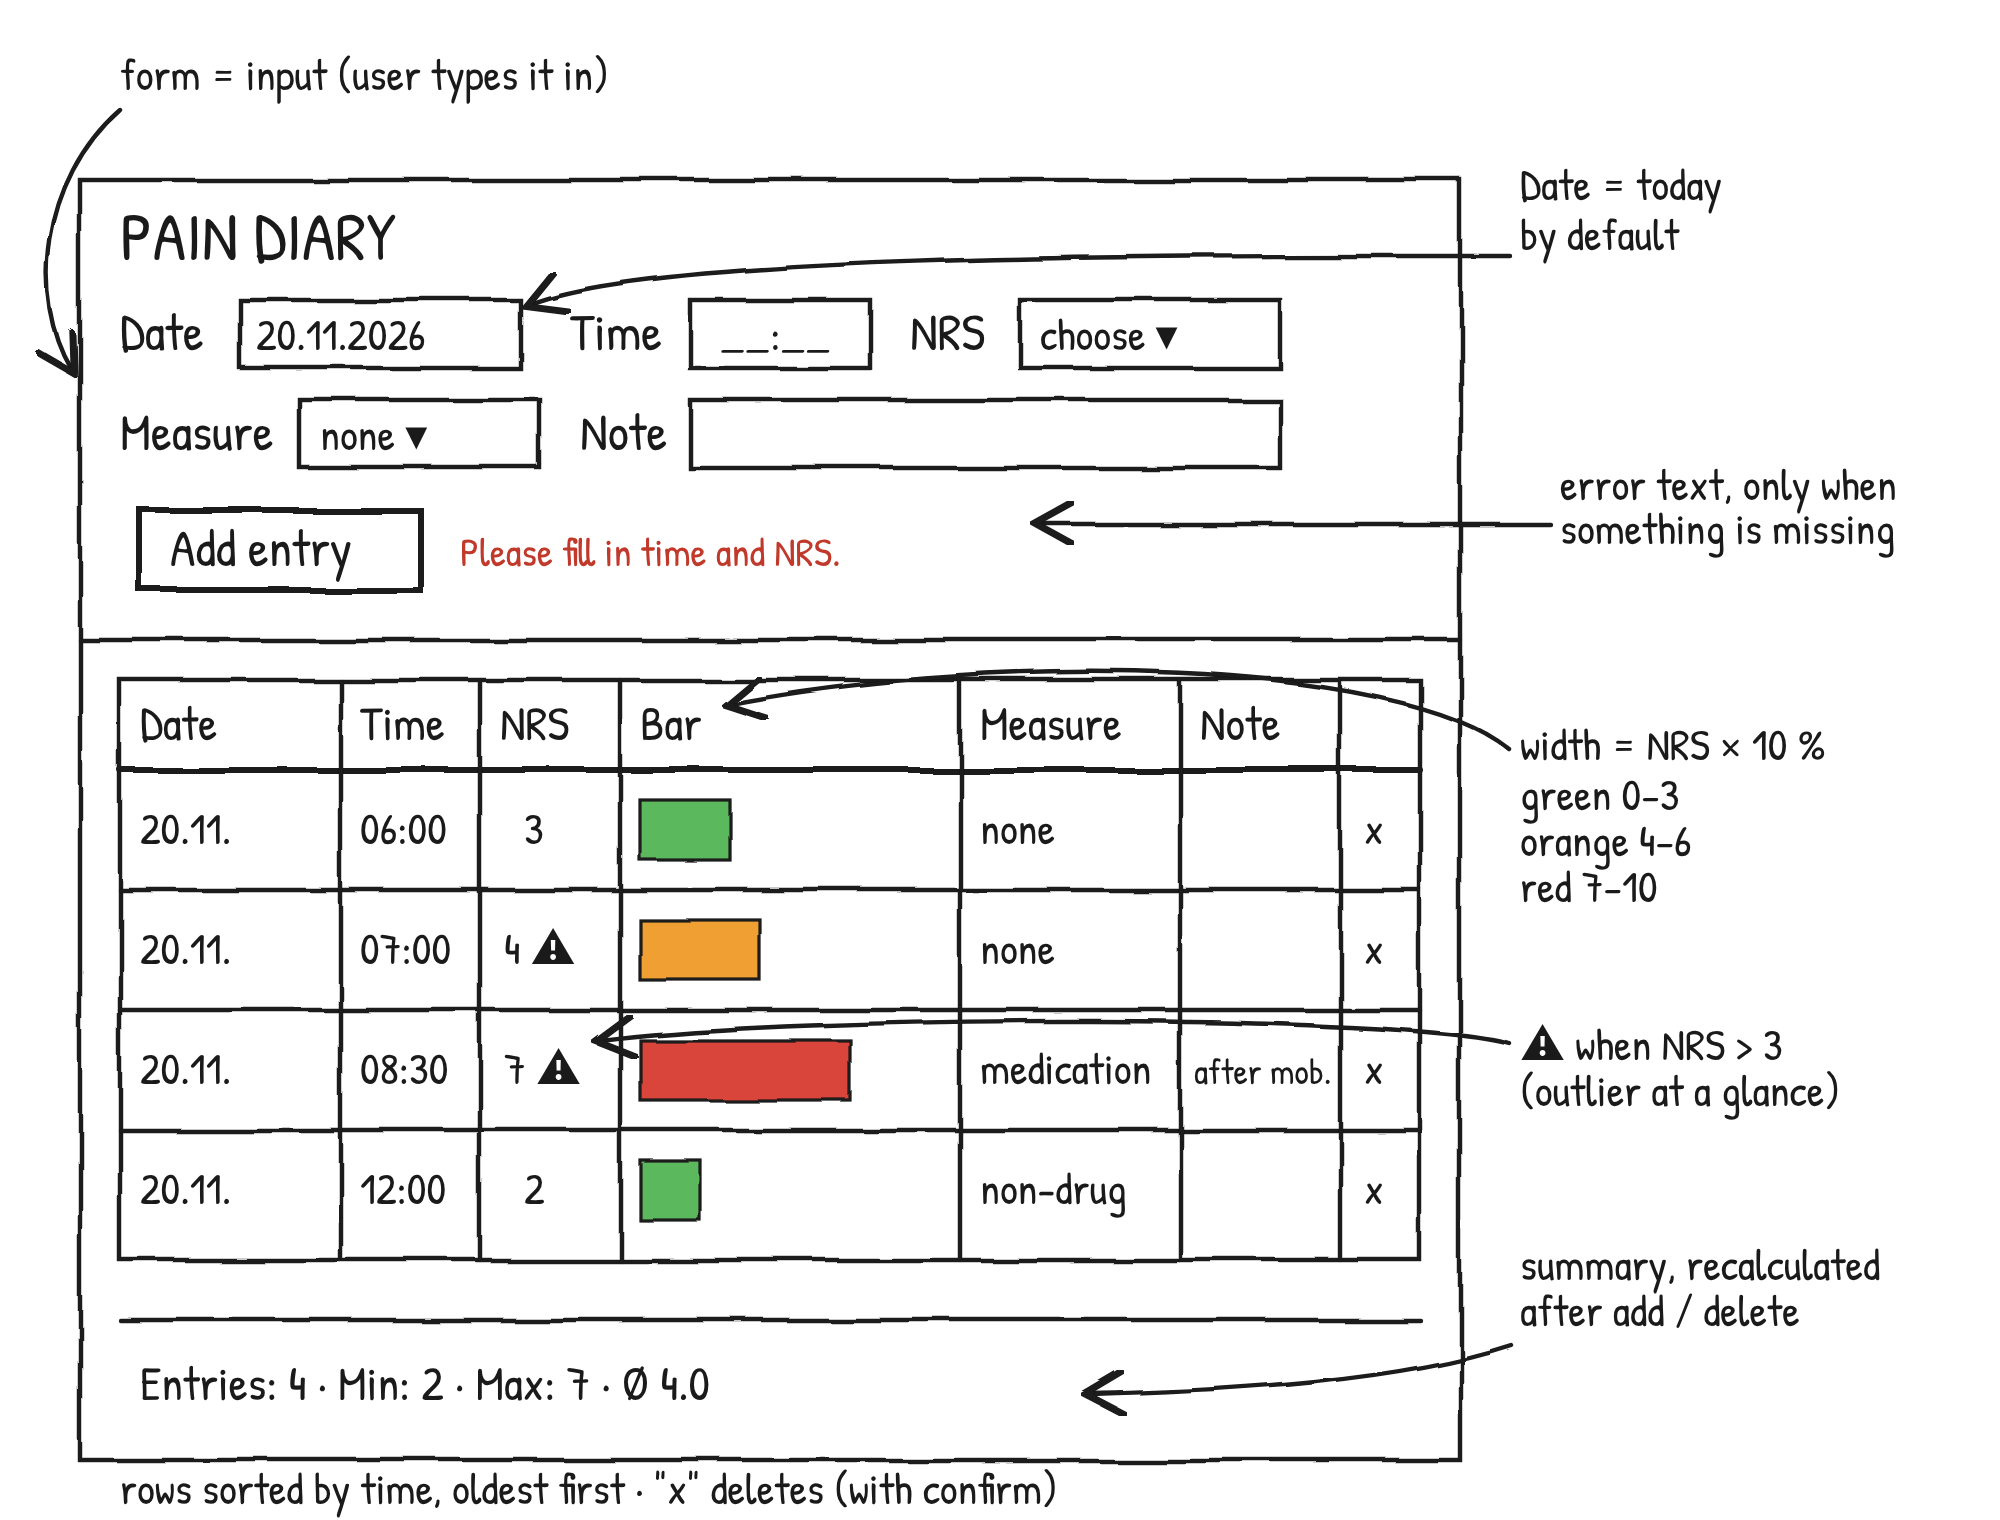 form = input (user types it in)
Date = today
by default
PAIN DIARY
Date 20.11.2026 Time __:__ NRS choose ▼
Measure none ▼ Note
error text, only when
something is missing
Add entry Please fill in time and NRS.
Date Time NRS Bar Measure Note
width = NRS × 10 %
green 0–3
orange 4–6
red 7–10
20.11. 06:00 3 none x
20.11. 07:00 4 ⚠ none x
20.11. 08:30 7 ⚠ medication after mob. x
⚠ when NRS > 3
(outlier at a glance)
20.11. 12:00 2 non-drug x
summary, recalculated
after add / delete
Entries: 4 · Min: 2 · Max: 7 · Ø 4.0
rows sorted by time, oldest first · "x" deletes (with confirm)